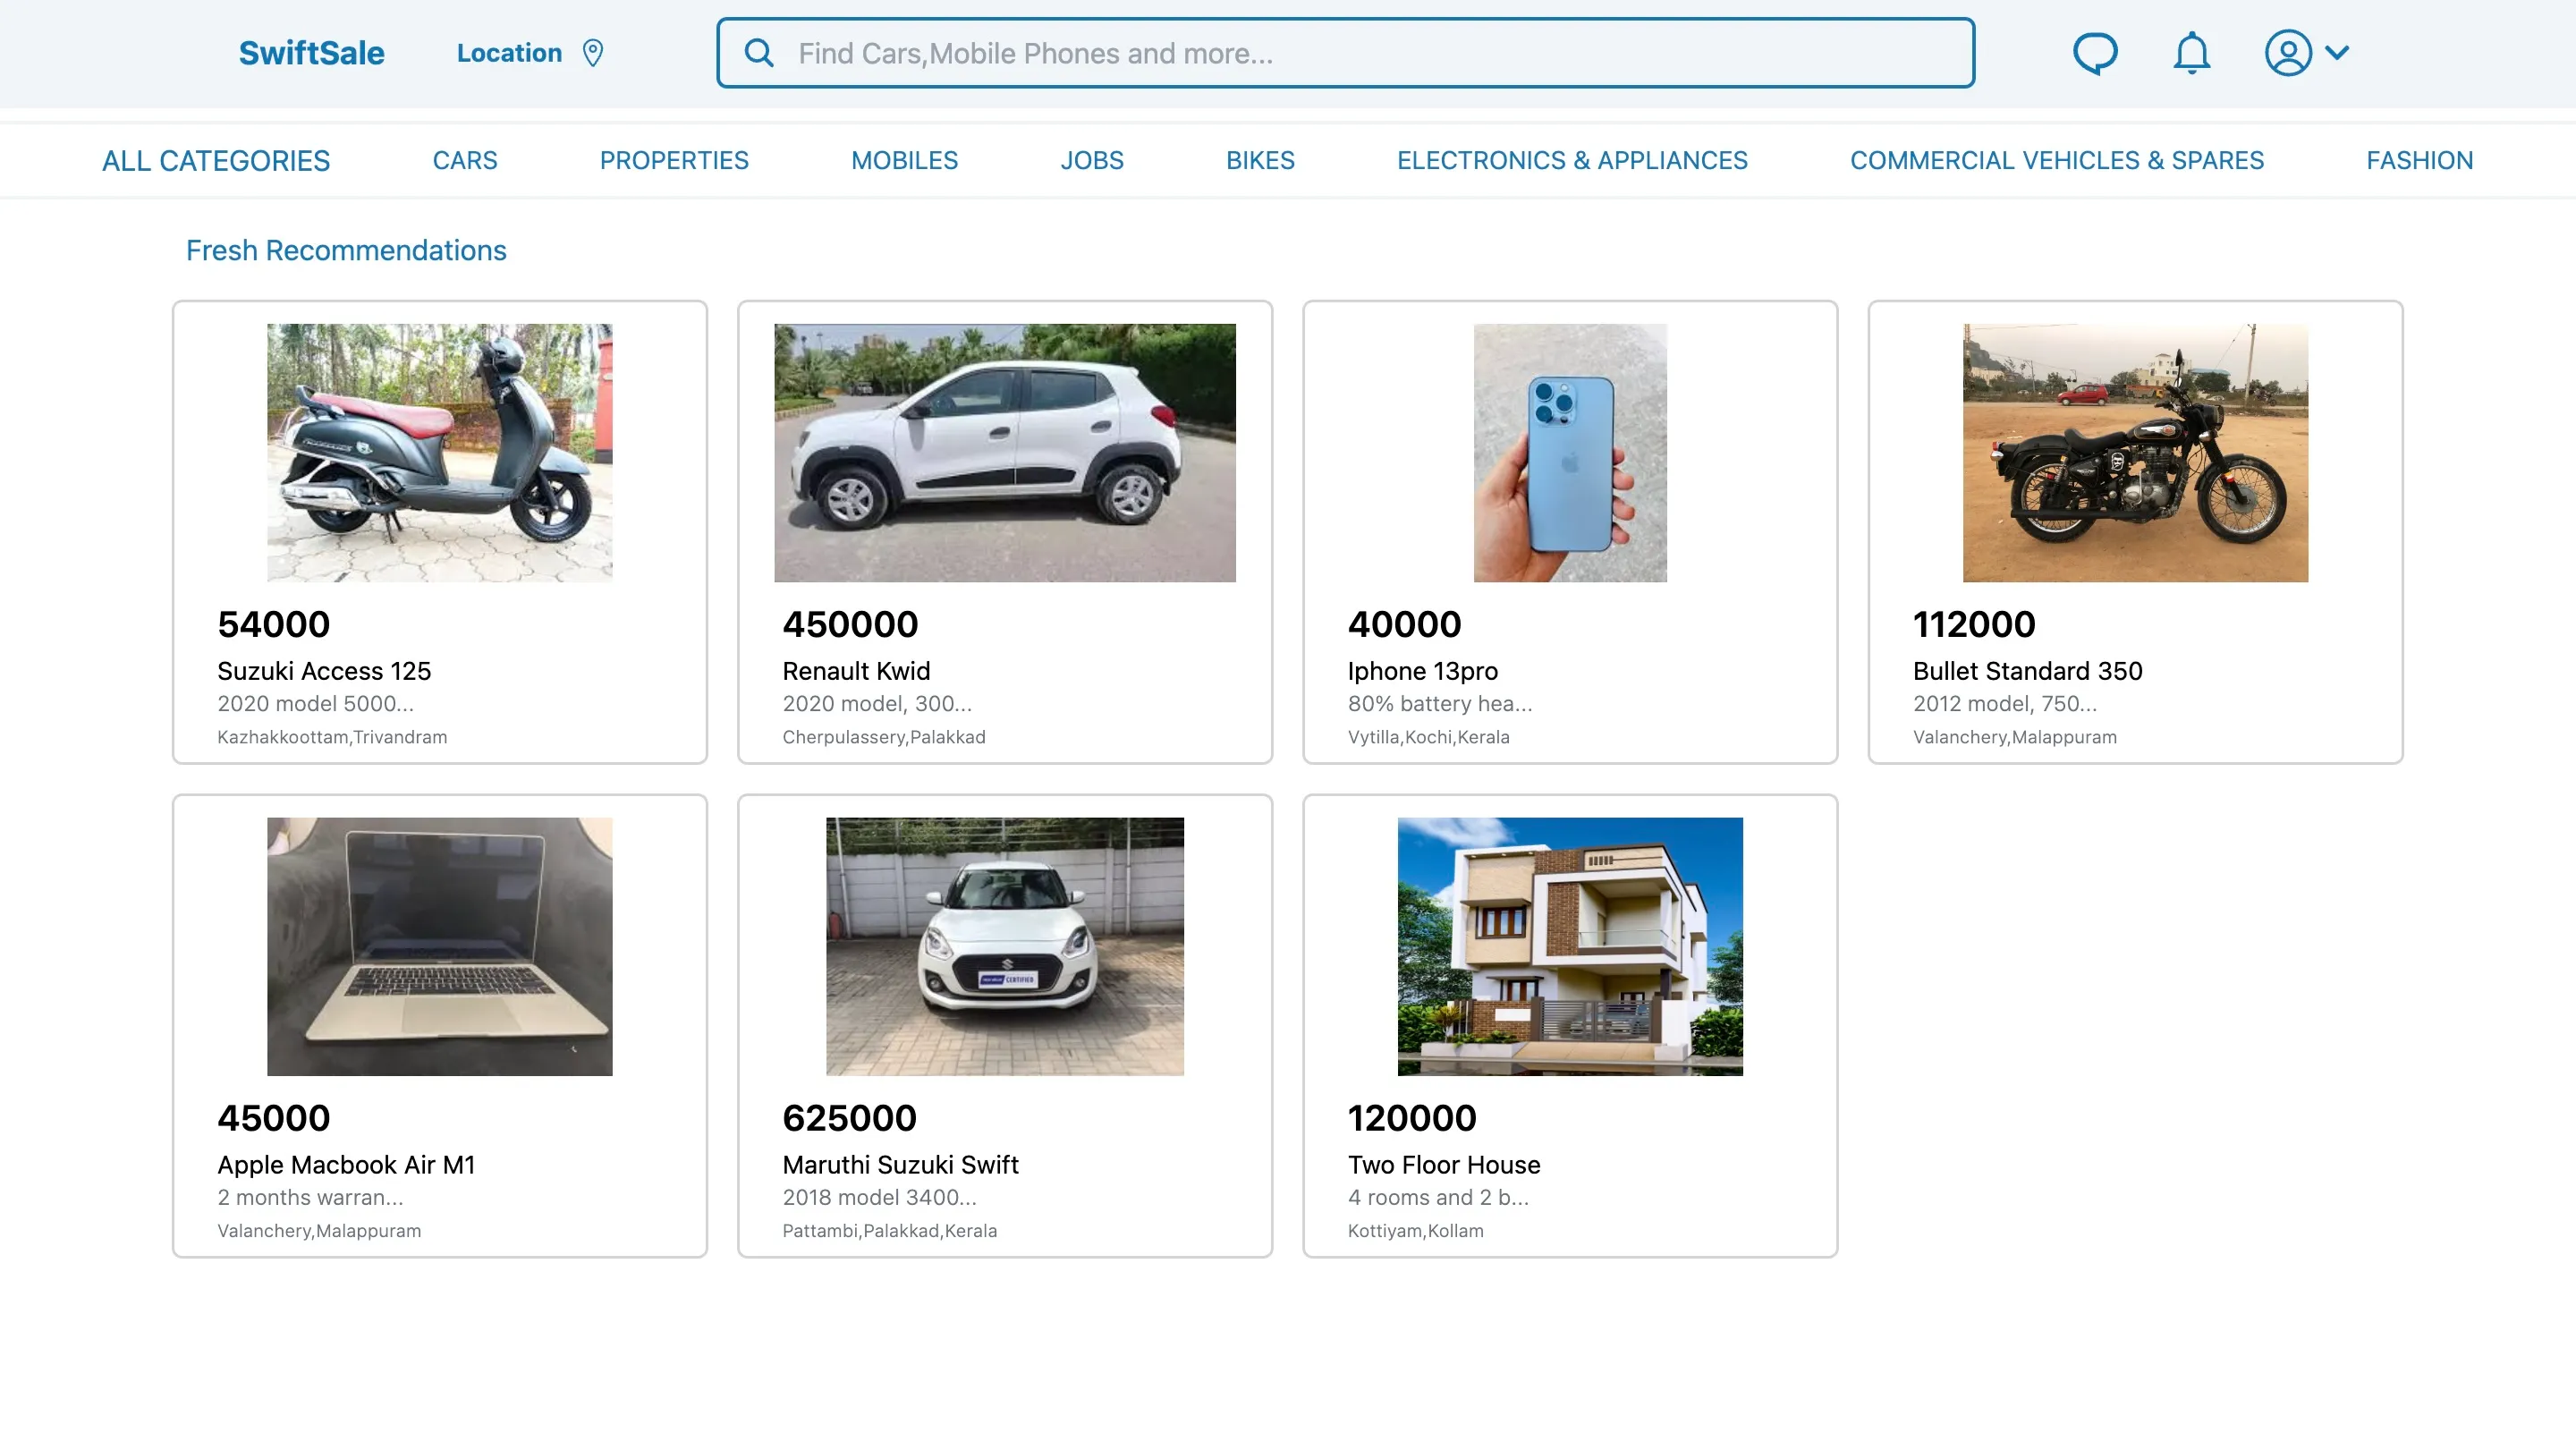 SwiftSale
Location
Find Cars,Mobile Phones and more...
ALL CATEGORIES
CARS
PROPERTIES
MOBILES
JOBS
BIKES
ELECTRONICS & APPLIANCES
COMMERCIAL VEHICLES & SPARES
FASHION
Fresh Recommendations
54000
Suzuki Access 125
2020 model 5000...
Kazhakkoottam,Trivandram
450000
Renault Kwid
2020 model, 300...
Cherpulassery,Palakkad
40000
Iphone 13pro
80% battery hea...
Vytilla,Kochi,Kerala
112000
Bullet Standard 350
2012 model, 750...
Valanchery,Malappuram
45000
Apple Macbook Air M1
2 months warran...
Valanchery,Malappuram
CERTIFIED
625000
Maruthi Suzuki Swift
2018 model 3400...
Pattambi,Palakkad,Kerala
120000
Two Floor House
4 rooms and 2 b...
Kottiyam,Kollam